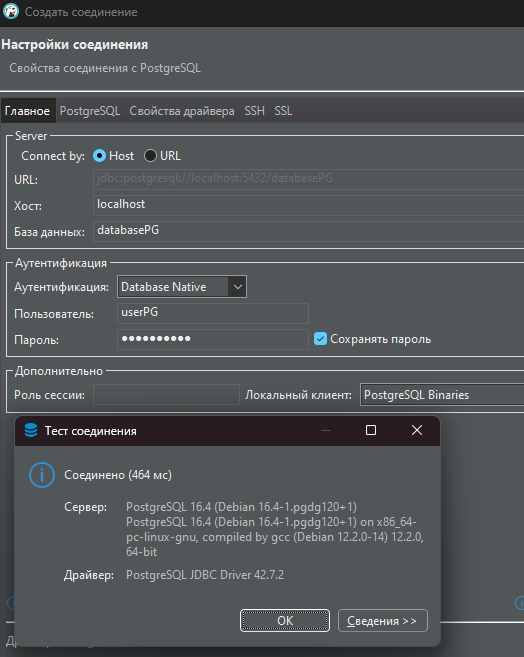 Создать соединение
Настройки соединения
Свойства соединения с PostgreSQL
Главное PostgreSQL Свойства драйвера SSH SSL
Server
Connect by: Host URL
URL: jdbc:postgresql://localhost:5432/databasePG
Хост: localhost
База данных: databasePG
Аутентификация
Аутентификация: Database Native
Пользователь: userPG
Пароль: •••••••••• Сохранять пароль
Дополнительно
Роль сессии: Локальный клиент: PostgreSQL Binaries
Тест соединения
Соединено (464 мс)
Сервер: PostgreSQL 16.4 (Debian 16.4-1.pgdg120+1)
PostgreSQL 16.4 (Debian 16.4-1.pgdg120+1) on x86_64-
pc-linux-gnu, compiled by gcc (Debian 12.2.0-14) 12.2.0,
64-bit
Драйвер: PostgreSQL JDBC Driver 42.7.2
OK Сведения >>